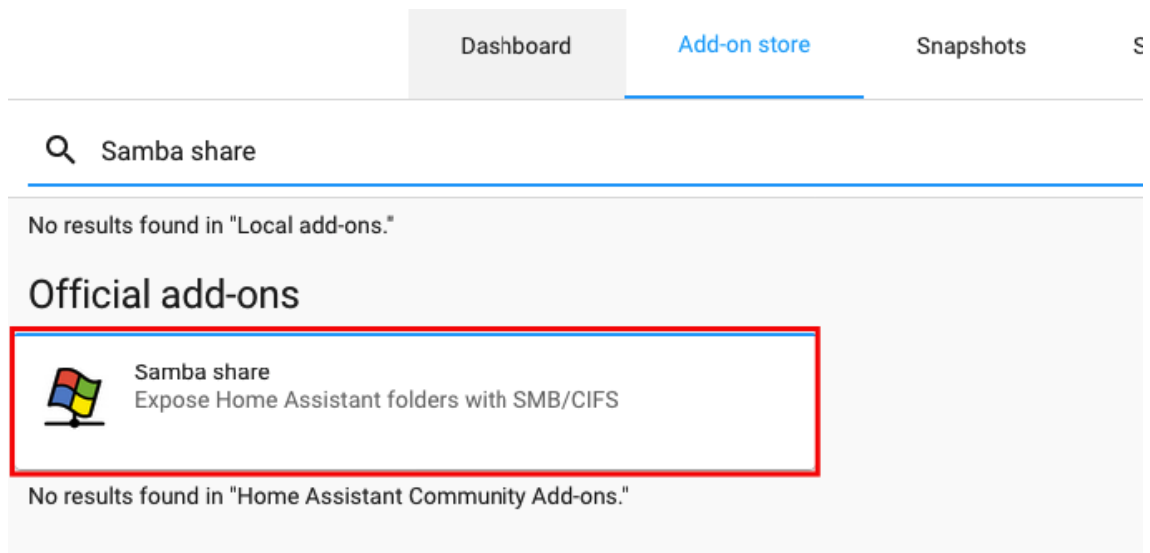 Dashboard Add-on store Snapshots S
Samba share
No results found in "Local add-ons."
Official add-ons
Samba share
Expose Home Assistant folders with SMB/CIFS
No results found in "Home Assistant Community Add-ons."